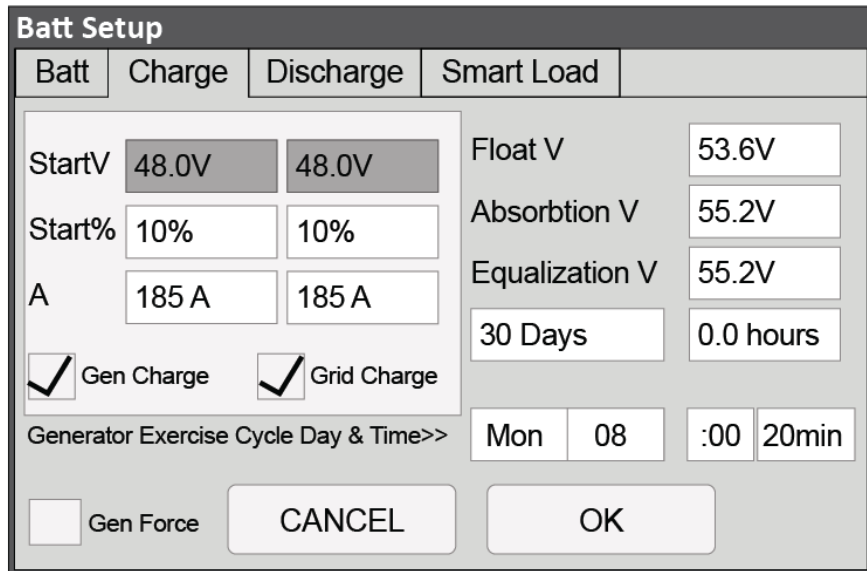 Batt Setup
Batt Charge Discharge Smart Load
StartV 48.0V 48.0V
Start% 10% 10%
A 185 A 185 A
Gen Charge Grid Charge
Float V 53.6V
Absorbtion V 55.2V
Equalization V 55.2V
30 Days 0.0 hours
Generator Exercise Cycle Day & Time>> Mon 08 :00 20min
Gen Force CANCEL OK